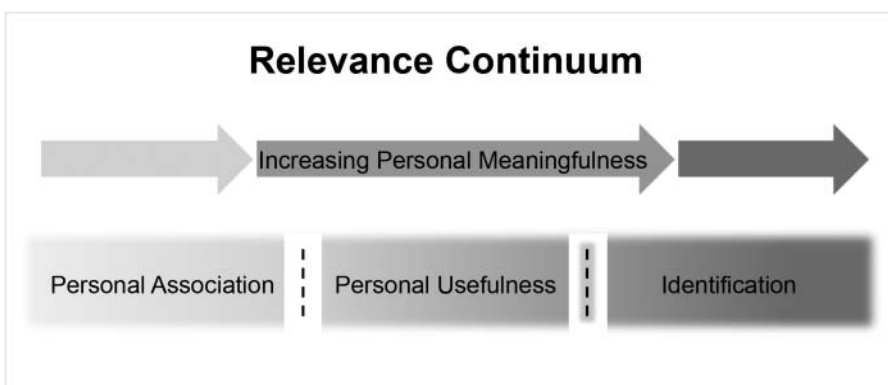 Relevance Continuum
Increasing Personal Meaningfulness
Personal Association
Personal Usefulness
Identification